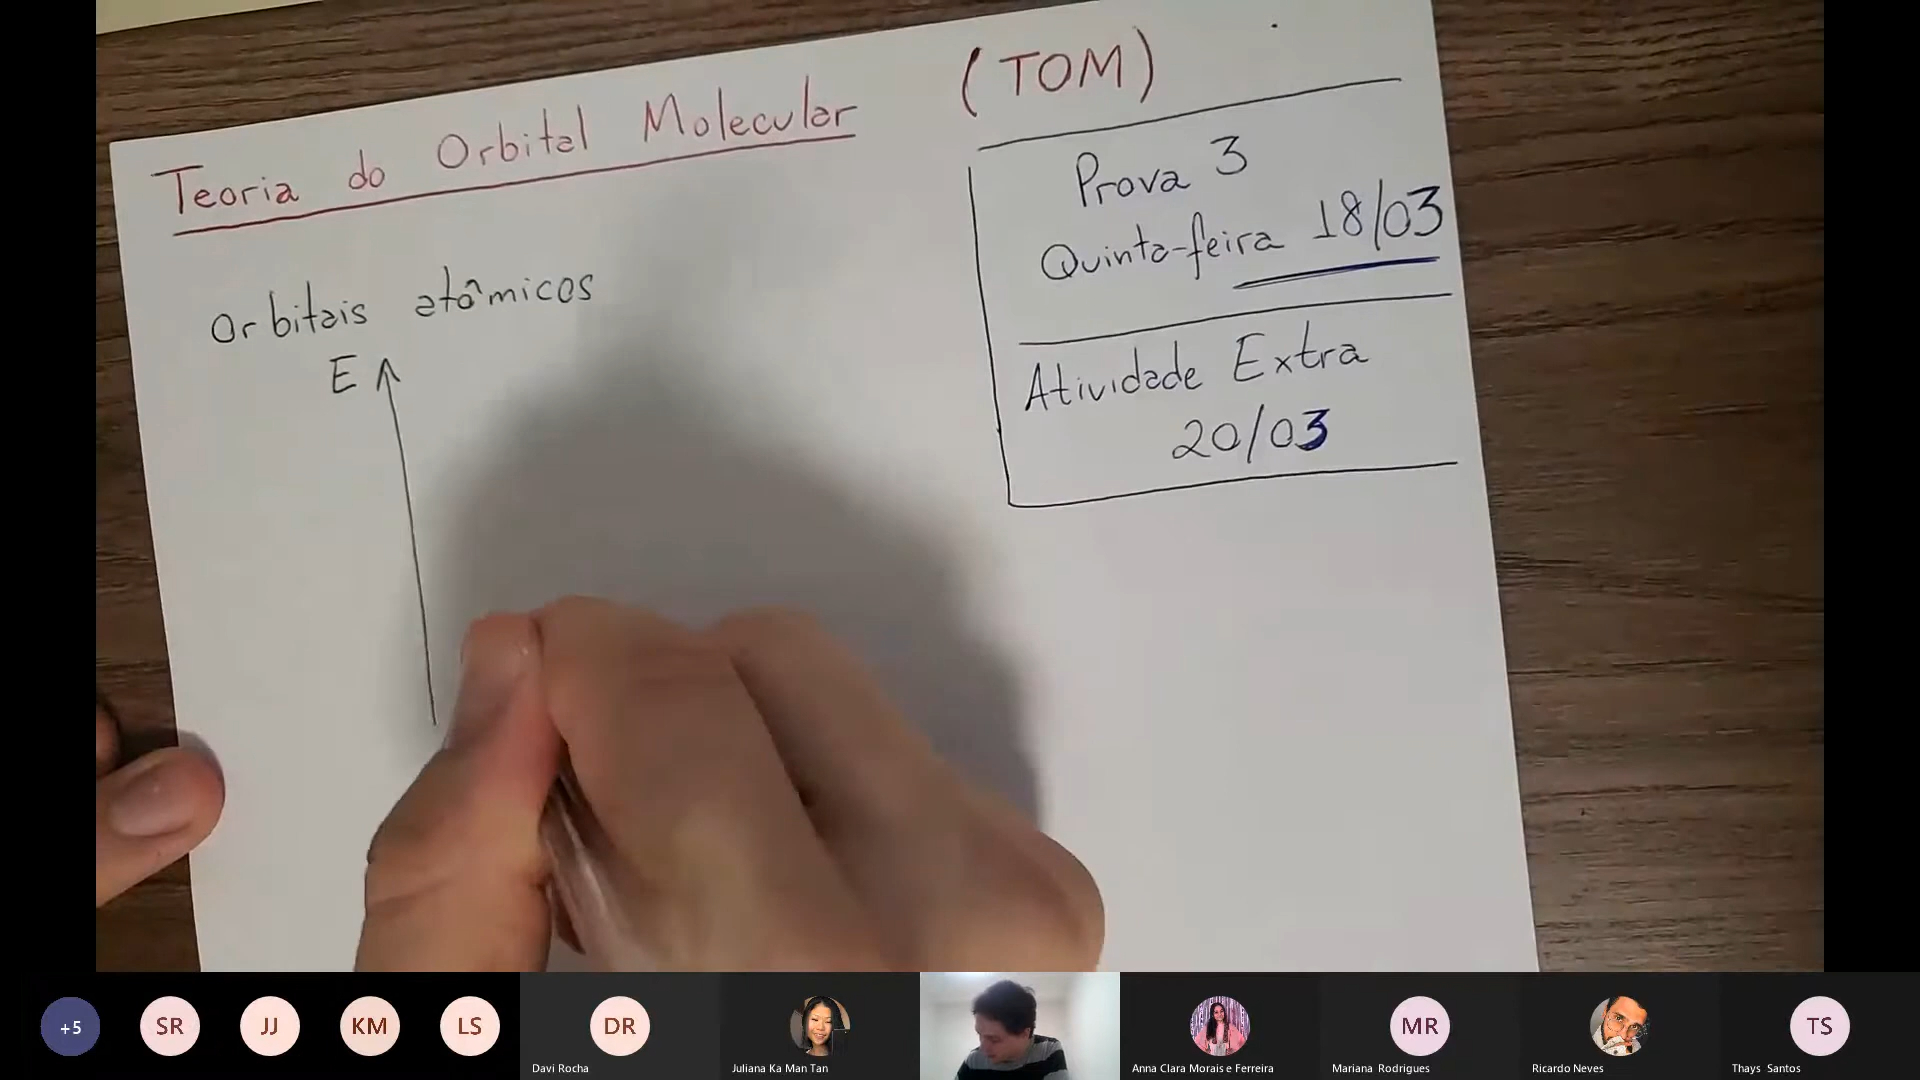 Teoria do Orbital Molecular (TOM)
Prova 3
Quinta-feira 18/03
Orbitais atômicos
E
Atividade Extra
20/03
+5
SR
JJ
KM
LS
DR
MR
TS
Davi Rocha
Juliana Ka Man Tan
Anna Clara Morais e Ferreira
Mariana Rodrigues
Ricardo Neves
Thays Santos